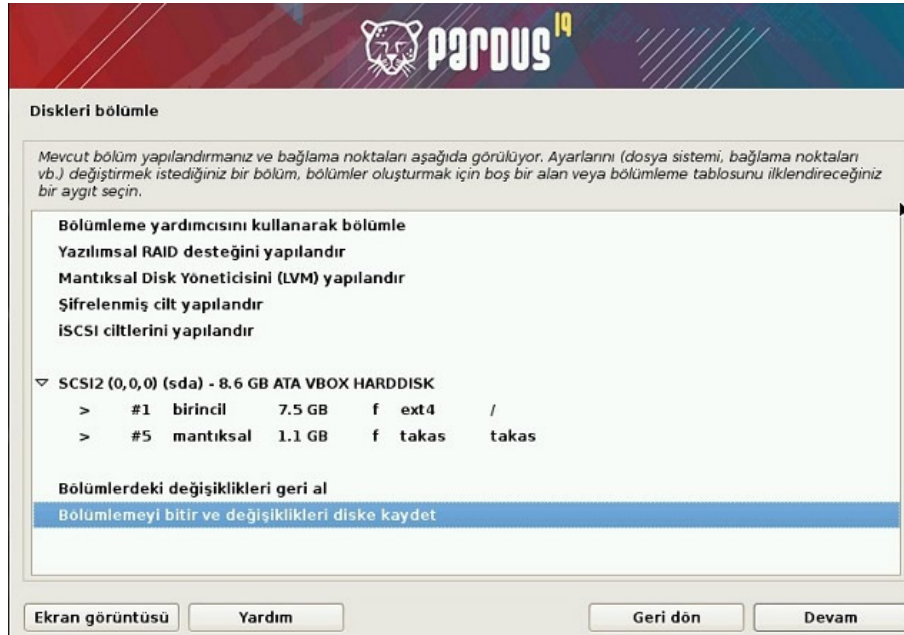 PARDUS 19
Diskleri bölümle
Mevcut bölüm yapılandırmanız ve bağlama noktaları aşağıda görülüyor. Ayarlarını (dosya sistemi, bağlama noktaları
vb.) değiştirmek istediğiniz bir bölüm, bölümler oluşturmak için boş bir alan veya bölümleme tablosunu ilklendireceğiniz
bir aygıt seçin.
Bölümleme yardımcısını kullanarak bölümle
Yazılımsal RAID desteğini yapılandır
Mantıksal Disk Yöneticisini (LVM) yapılandır
Şifrelenmiş cilt yapılandır
iSCSI ciltlerini yapılandır
SCSI2 (0,0,0) (sda) - 8.6 GB ATA VBOX HARDDISK
> #1 birincil 7.5 GB f ext4 /
> #5 mantıksal 1.1 GB f takas takas
Bölümlerdeki değişiklikleri geri al
Bölümlemeyi bitir ve değişiklikleri diske kaydet
Ekran görüntüsü Yardım Geri dön Devam